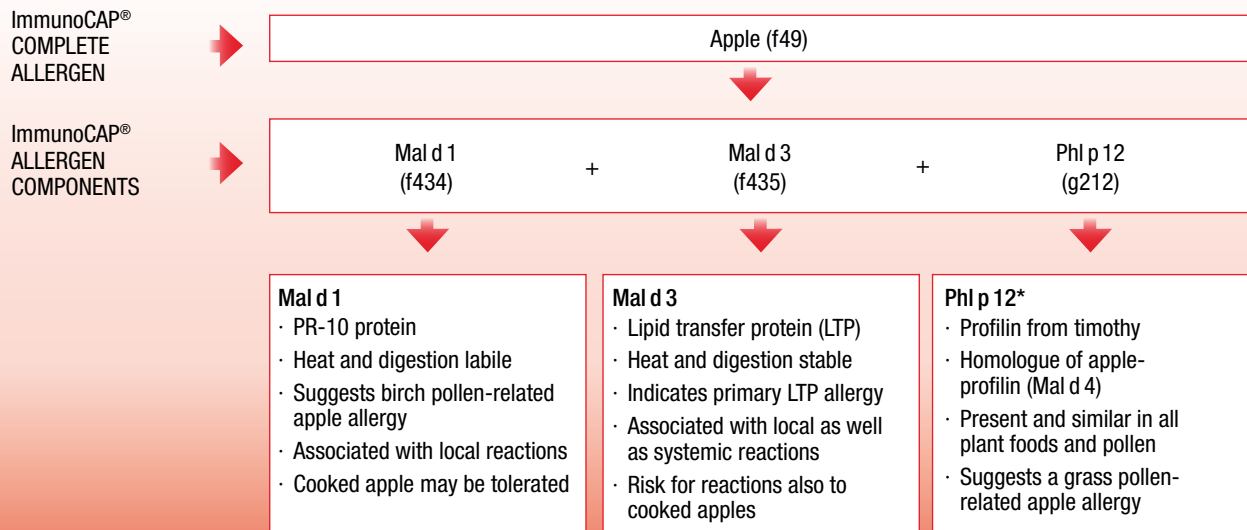 ImmunoCAP®
COMPLETE
ALLERGEN
Apple (f49)
ImmunoCAP®
ALLERGEN
COMPONENTS
Mal d 1
(f434)
+
Mal d 3
(f435)
+
Phl p 12
(g212)
Mal d 1
· PR-10 protein
· Heat and digestion labile
· Suggests birch pollen-related
apple allergy
· Associated with local reactions
· Cooked apple may be tolerated
Mal d 3
· Lipid transfer protein (LTP)
· Heat and digestion stable
· Indicates primary LTP allergy
· Associated with local as well
as systemic reactions
· Risk for reactions also to
cooked apples
Phl p 12*
· Profilin from timothy
· Homologue of apple-
profilin (Mal d 4)
· Present and similar in all
plant foods and pollen
· Suggests a grass pollen-
related apple allergy